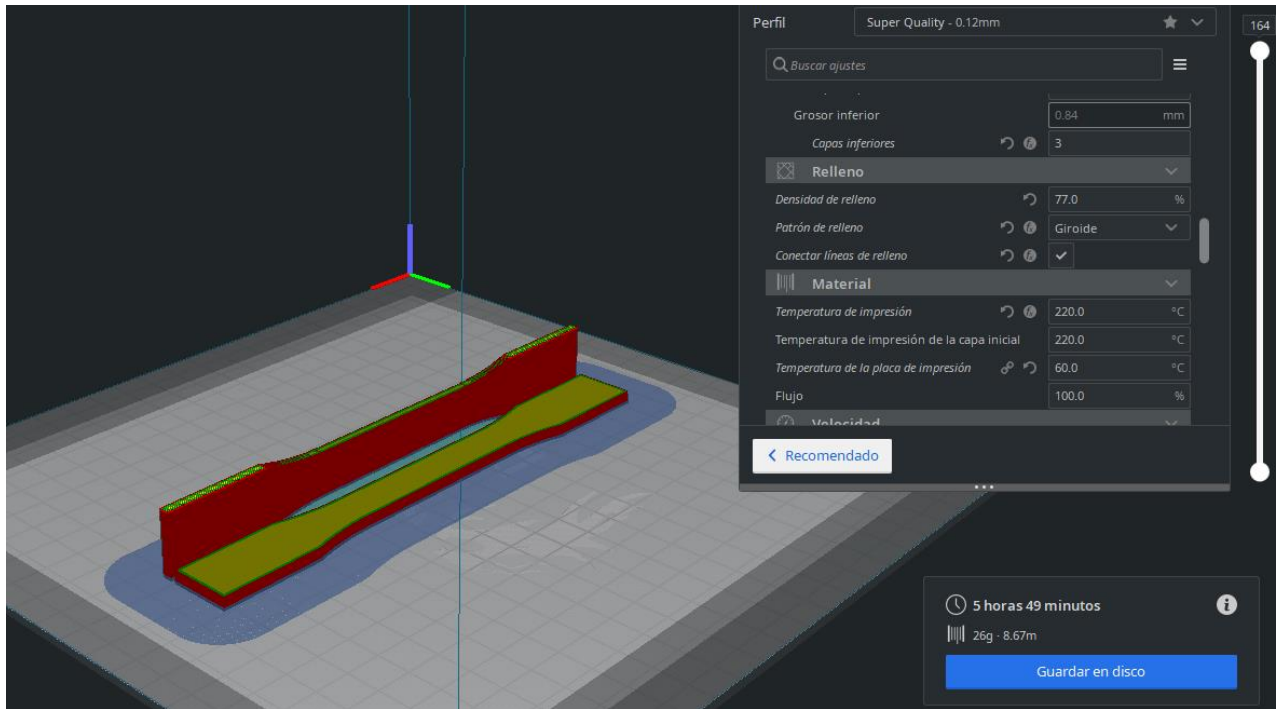 Perfil Super Quality - 0.12mm
164
Buscar ajustes
Grosor inferior 0.84 mm
Capas inferiores 3
Relleno
Densidad de relleno 77.0 %
Patrón de relleno Giroide
Conectar líneas de relleno
Material
Temperatura de impresión 220.0 °C
Temperatura de impresión de la capa inicial 220.0 °C
Temperatura de la placa de impresión 60.0 °C
Flujo 100.0 %
Velocidad
Recomendado
5 horas 49 minutos
26g · 8.67m
Guardar en disco